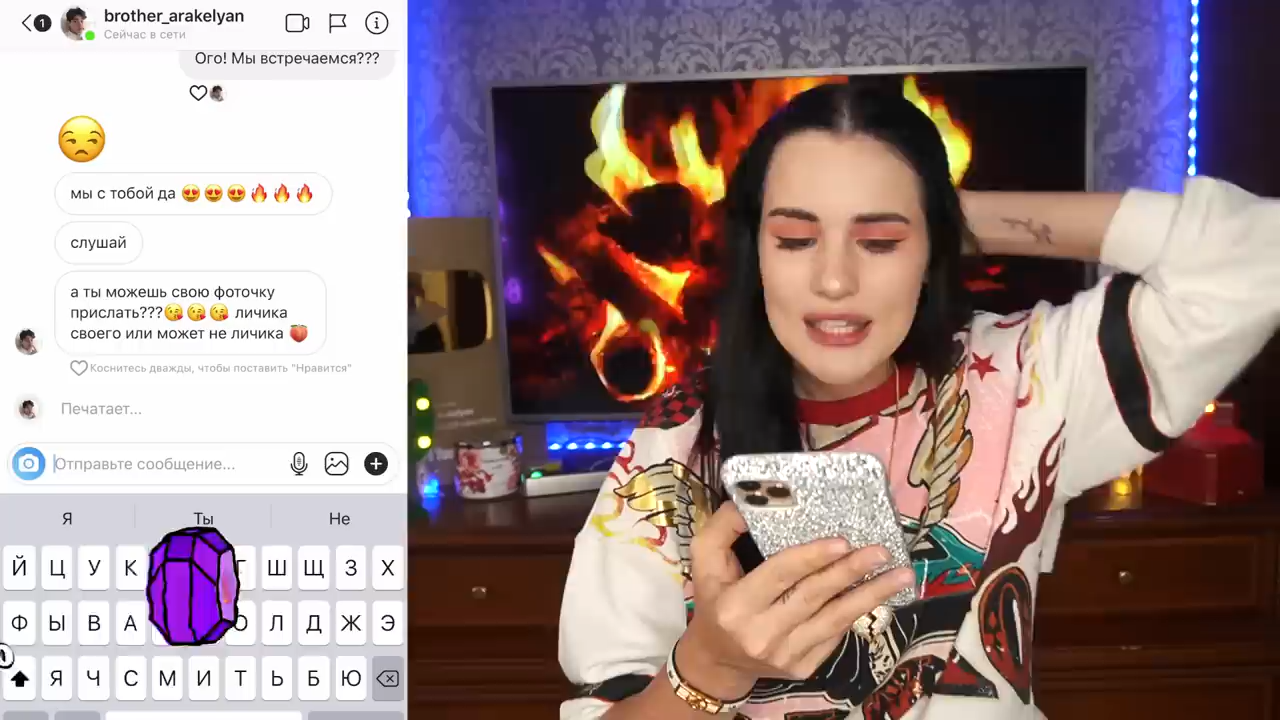 1
brother_arakelyan
Сейчас в сети
Ого! Мы встречаемся???
мы с тобой да 😍😍😍🔥🔥🔥
слушай
а ты можешь свою фоточку
прислать???😘😘😘 личика
своего или может не личика 🍑
Коснитесь дважды, чтобы поставить "Нравится"
Печатает...
Отправьте сообщение...
Я Ты Не
Й Ц У К Г Ш Щ З Х
Ф Ы В А О Л Д Ж Э
Я Ч С М И Т Ь Б Ю